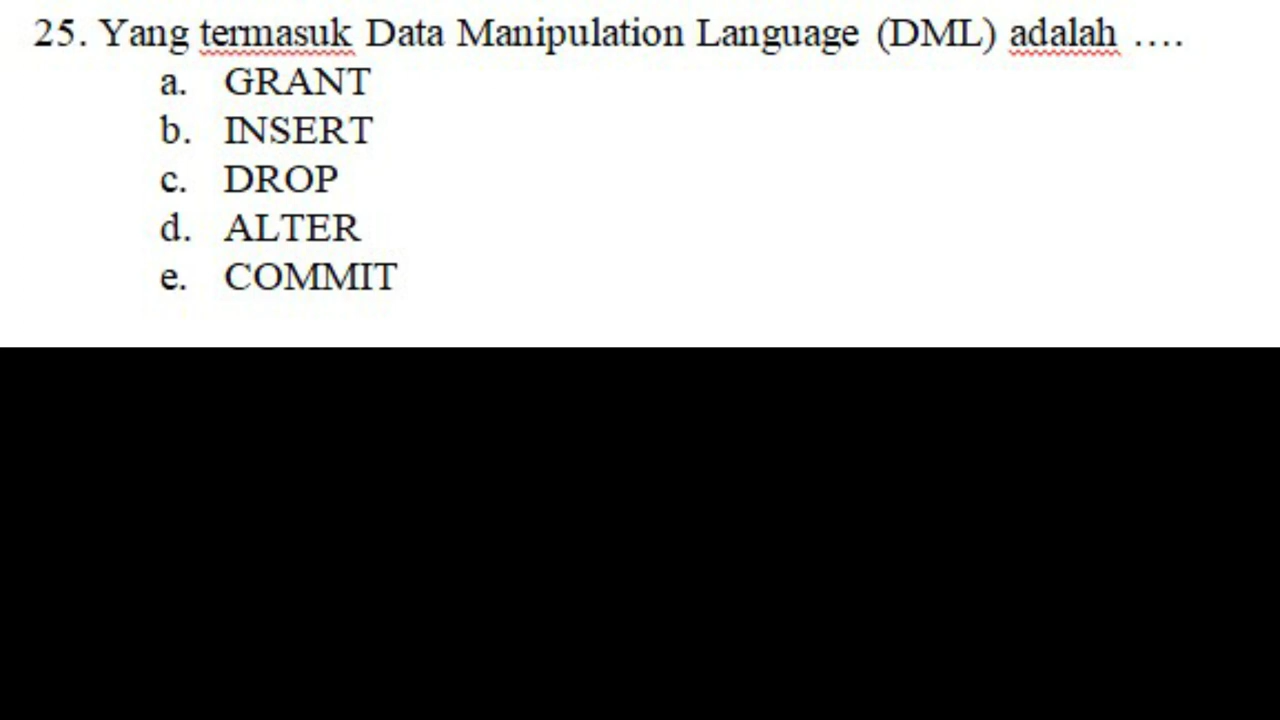 25. Yang termasuk Data Manipulation Language (DML) adalah ….
a. GRANT
b. INSERT
c. DROP
d. ALTER
e. COMMIT